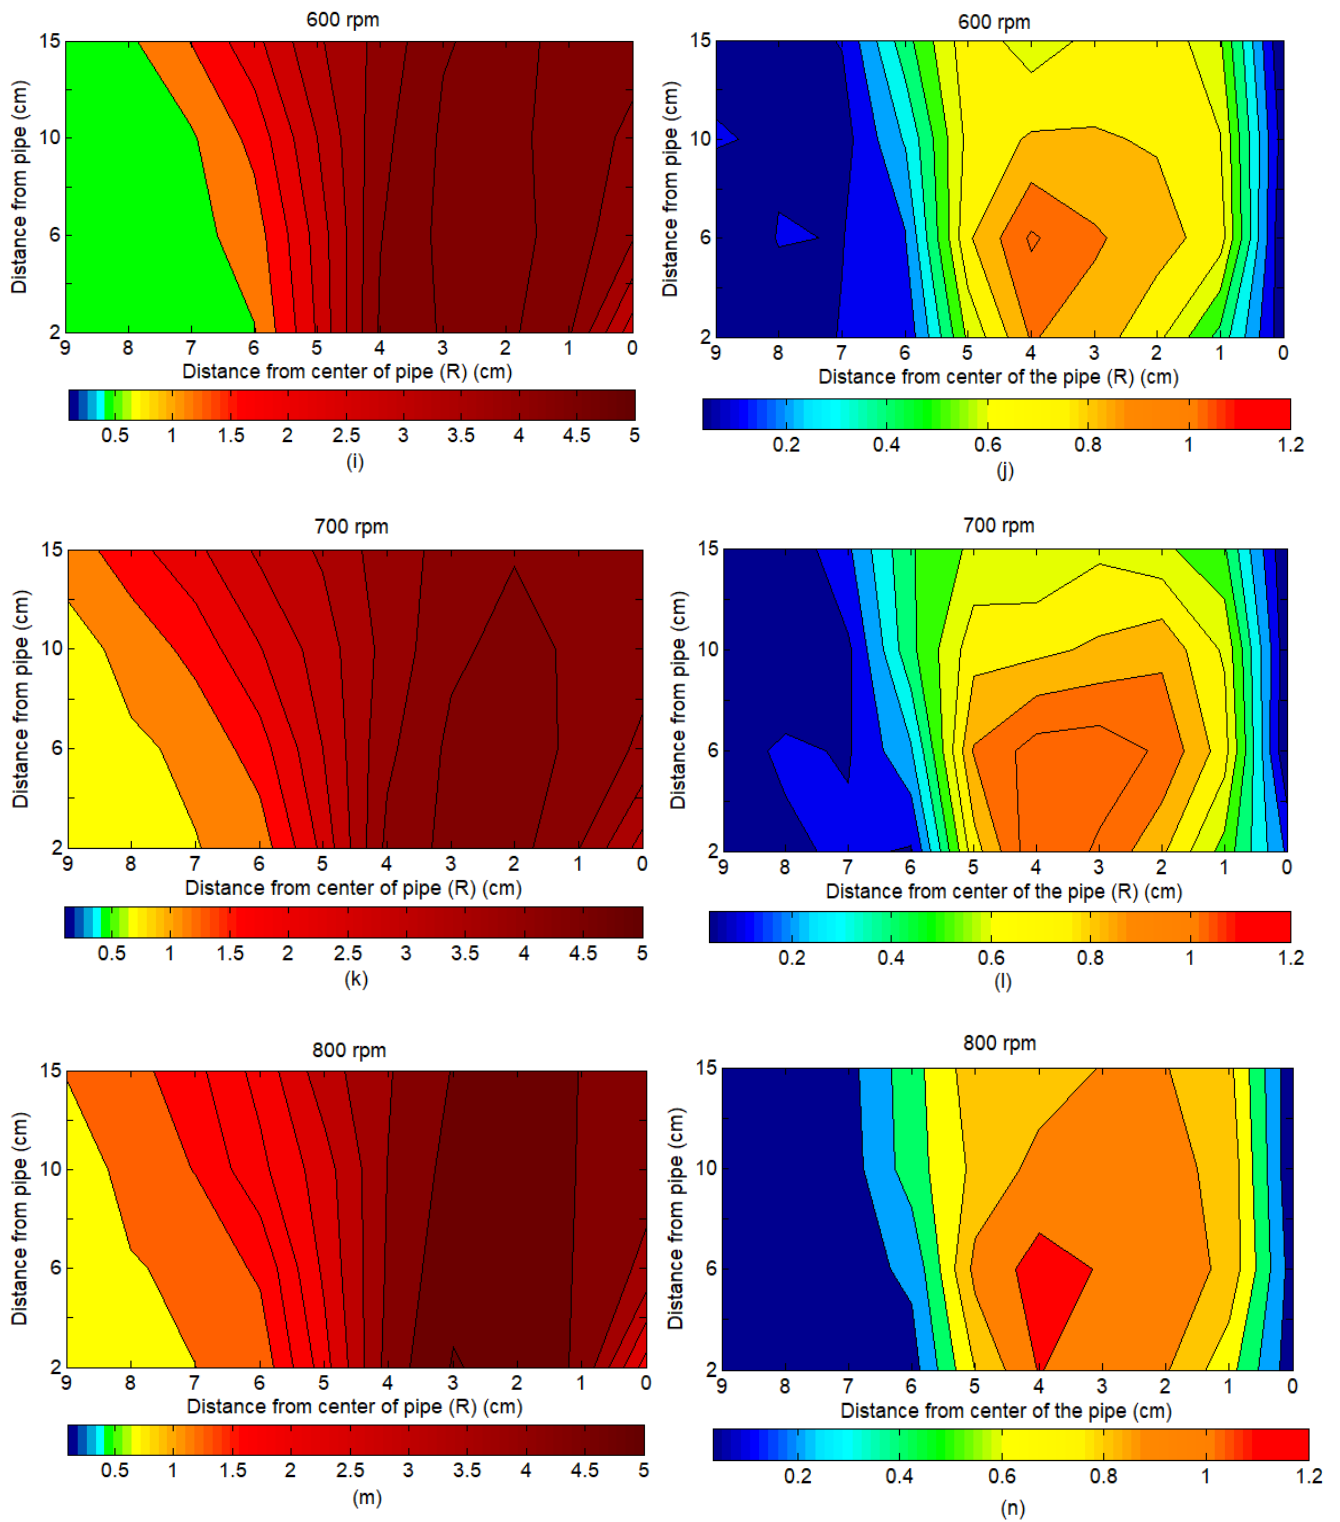 600 rpm
Distance from pipe (cm)
15
10
6
2
9 8 7 6 5 4 3 2 1 0
Distance from center of pipe (R) (cm)
0.5 1 1.5 2 2.5 3 3.5 4 4.5 5
(i)
600 rpm
Distance from pipe (cm)
15
10
6
2
9 8 7 6 5 4 3 2 1 0
Distance from center of the pipe (R) (cm)
0.2 0.4 0.6 0.8 1 1.2
(j)
700 rpm
Distance from pipe (cm)
15
10
6
2
9 8 7 6 5 4 3 2 1 0
Distance from center of pipe (R) (cm)
0.5 1 1.5 2 2.5 3 3.5 4 4.5 5
(k)
700 rpm
Distance from pipe (cm)
15
10
6
2
9 8 7 6 5 4 3 2 1 0
Distance from center of the pipe (R) (cm)
0.2 0.4 0.6 0.8 1 1.2
(l)
800 rpm
Distance from pipe (cm)
15
10
6
2
9 8 7 6 5 4 3 2 1 0
Distance from center of pipe (R) (cm)
0.5 1 1.5 2 2.5 3 3.5 4 4.5 5
(m)
800 rpm
Distance from pipe (cm)
15
10
6
2
9 8 7 6 5 4 3 2 1 0
Distance from center of the pipe (cm)
0.2 0.4 0.6 0.8 1 1.2
(n)